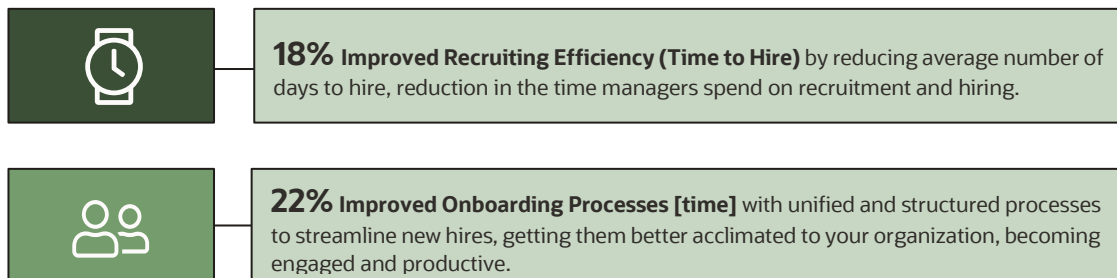 18% Improved Recruiting Efficiency (Time to Hire) by reducing average number of
days to hire, reduction in the time managers spend on recruitment and hiring.
22% Improved Onboarding Processes [time] with unified and structured processes
to streamline new hires, getting them better acclimated to your organization, becoming
engaged and productive.